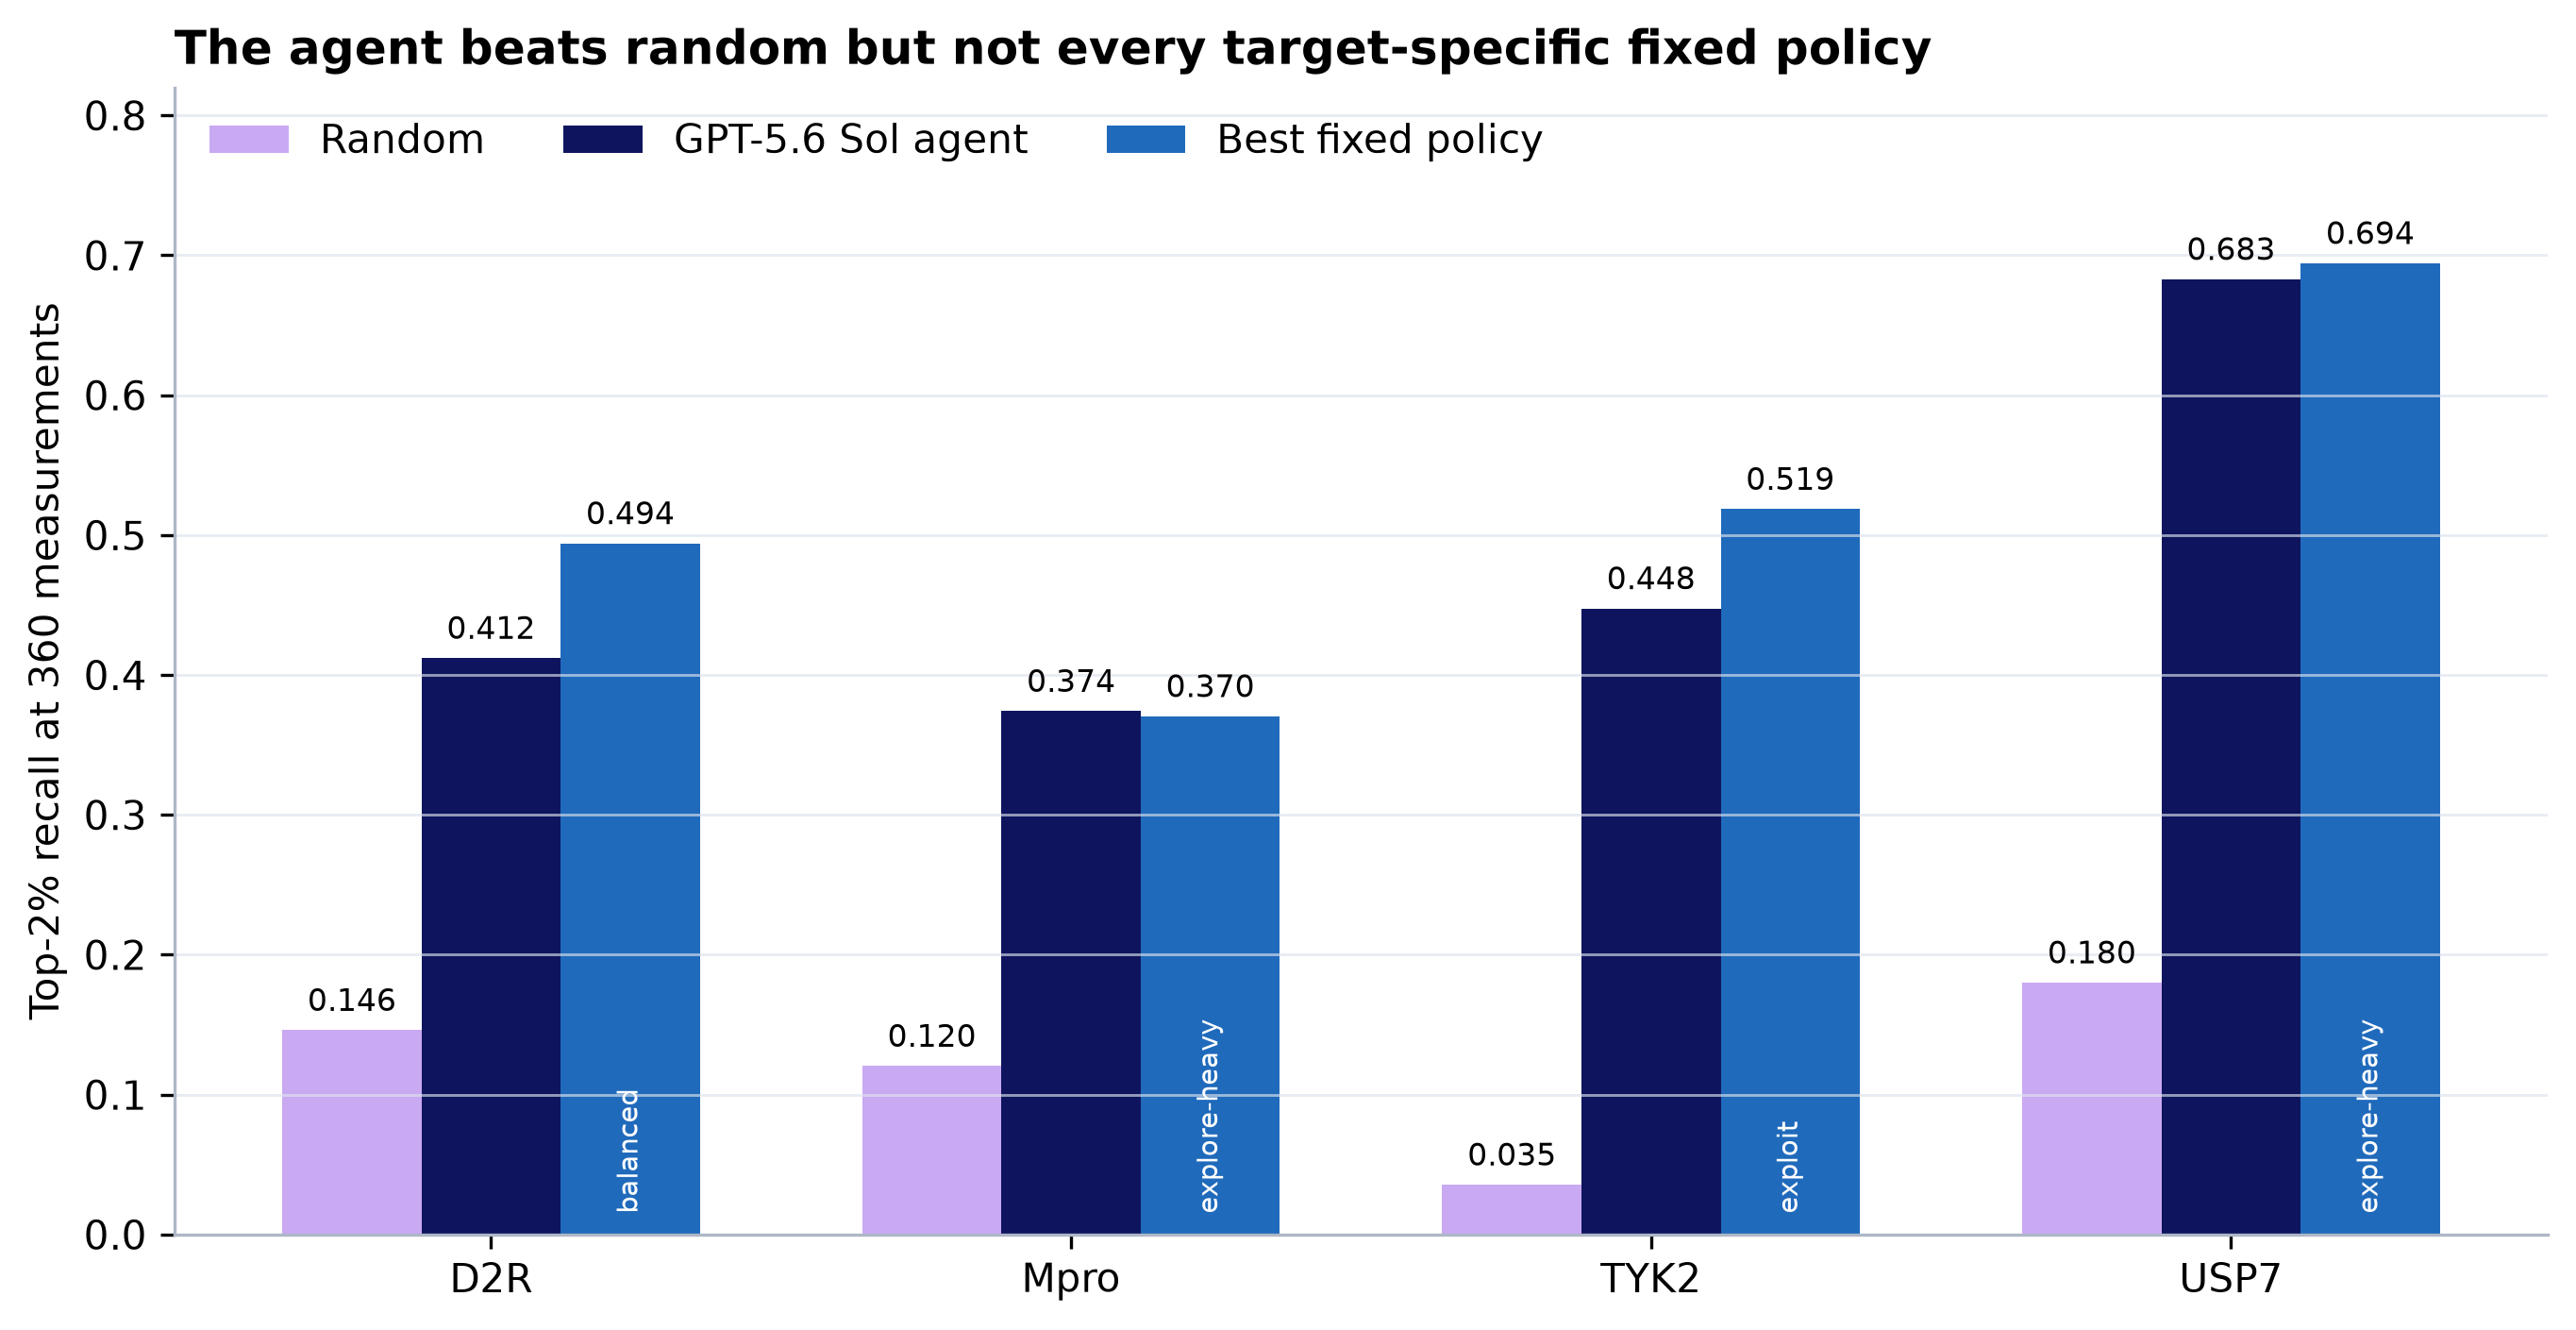 The agent beats random but not every target-specific fixed policy
Random GPT-5.6 Sol agent Best fixed policy
Top-2% recall at 360 measurements
0.8
0.7
0.6
0.5
0.4
0.3
0.2
0.1
0.0
0.146
0.412
0.494
balanced
0.120
0.374
0.370
explore-heavy
0.035
0.448
0.519
exploit
0.180
0.683
0.694
explore-heavy
D2R Mpro TYK2 USP7